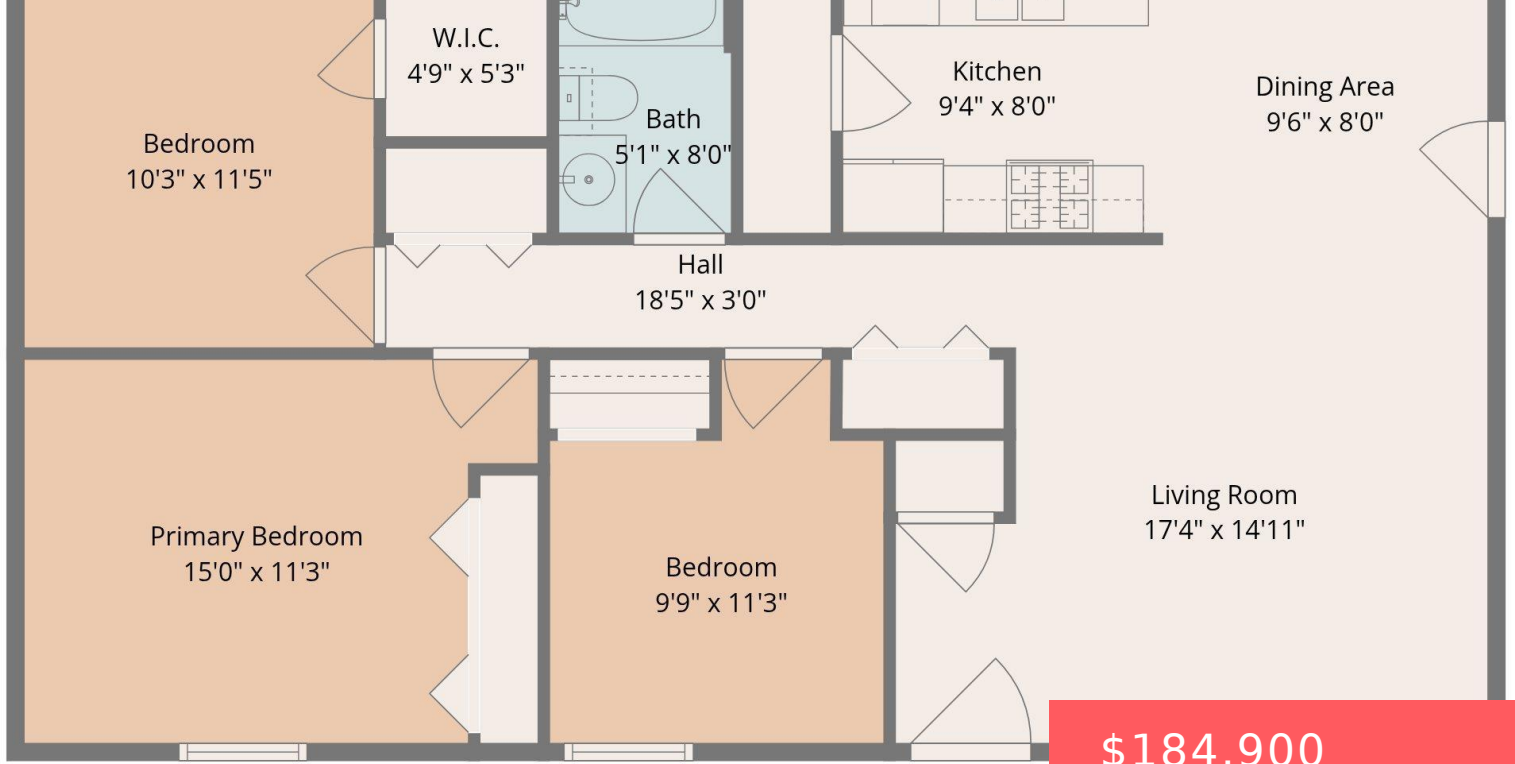 W.I.C.
4'9" x 5'3"
Kitchen
9'4" x 8'0"
Dining Area
9'6" x 8'0"
Bath
5'1" x 8'0"
Bedroom
10'3" x 11'5"
Hall
18'5" x 3'0"
Living Room
17'4" x 14'11"
Primary Bedroom
15'0" x 11'3"
Bedroom
9'9" x 11'3"
$184,900